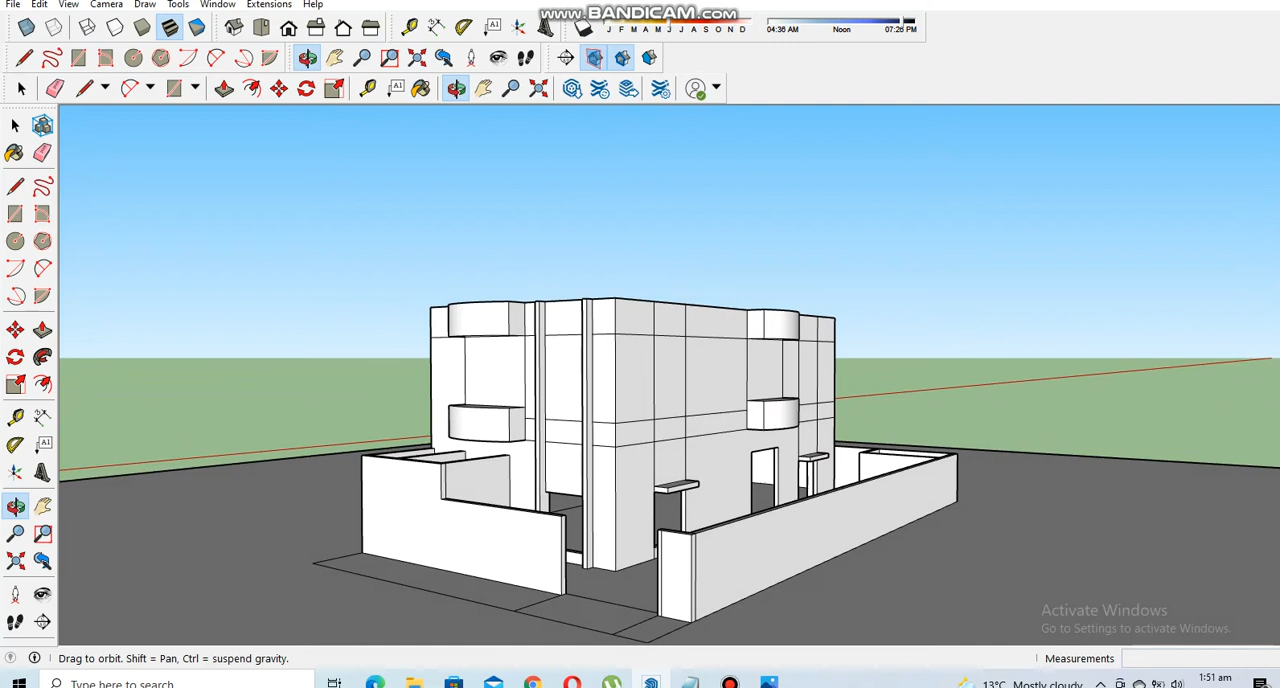 File Edit View Camera Draw Tools Window Extensions Help
www.BANDICAM.com
J F M A M J J A S O N D
04:36 AM Noon 07:26 PM
A1
A1
Activate Windows
Go to Settings to activate Windows.
Drag to orbit. Shift = Pan, Ctrl = suspend gravity.
Measurements
Type here to search
13°C Mostly cloudy
1:51 am